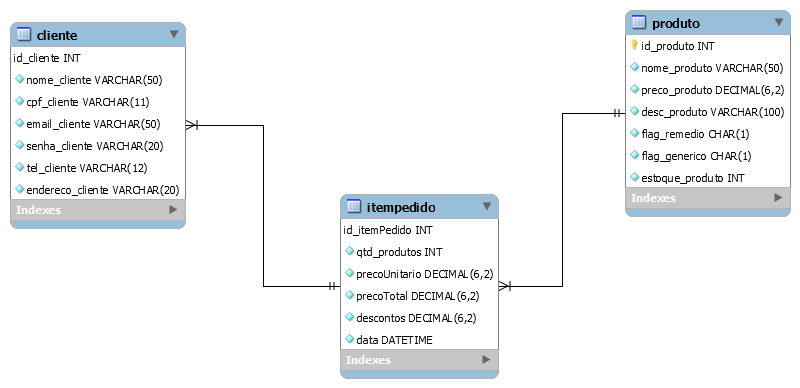 cliente
id_cliente INT
nome_cliente VARCHAR(50)
cpf_cliente VARCHAR(11)
email_cliente VARCHAR(50)
senha_cliente VARCHAR(20)
tel_cliente VARCHAR(12)
endereco_cliente VARCHAR(20)
Indexes
itempedido
id_itemPedido INT
qtd_produtos INT
precoUnitario DECIMAL(6,2)
precoTotal DECIMAL(6,2)
descontos DECIMAL(6,2)
data DATETIME
Indexes
produto
id_produto INT
nome_produto VARCHAR(50)
preco_produto DECIMAL(6,2)
desc_produto VARCHAR(100)
flag_remedio CHAR(1)
flag_generico CHAR(1)
estoque_produto INT
Indexes